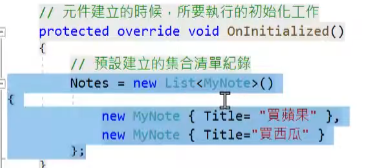 // 元件建立的時候，所要執行的初始化工作
protected override void OnInitialized()
{
// 預設建立的集合清單紀錄
Notes = new List<MyNote>()
{
new MyNote { Title= "買蘋果" },
new MyNote { Title= "買西瓜" }
};
}